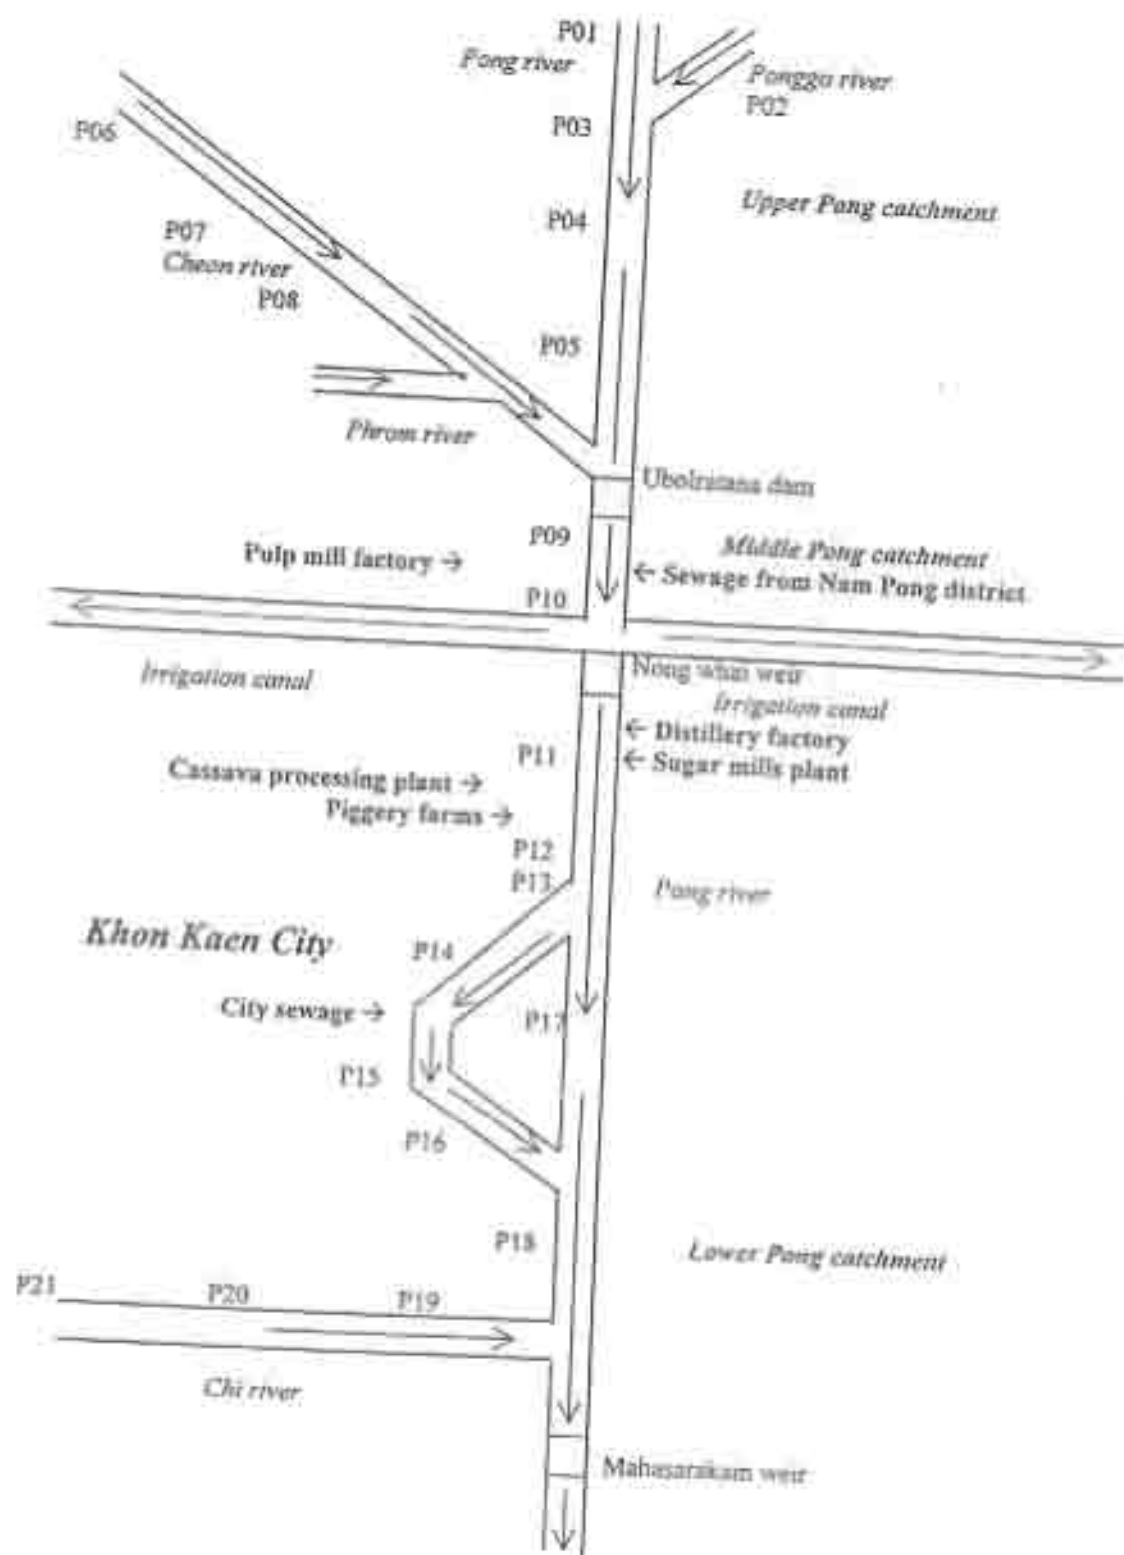 P01
Pong river
Pongga river
P02
P03
P06
Upper Pong catchment
P04
P07
Cheon river
P08
P05
Phrom river
Ubolratana dam
P09
Middle Pong catchment
Pulp mill factory →
← Sewage from Nam Pong district
P10
Irrigation canal
Nong whai weir
Irrigation canal
← Distillery factory
P11
← Sugar mills plant
Cassava processing plant →
Piggery farms →
P12
P13
Pong river
Khon Kaen City
P14
City sewage →
P17
P15
P16
P18
Lower Pong catchment
P21
P20
P19
Chi river
Mahasarakam weir